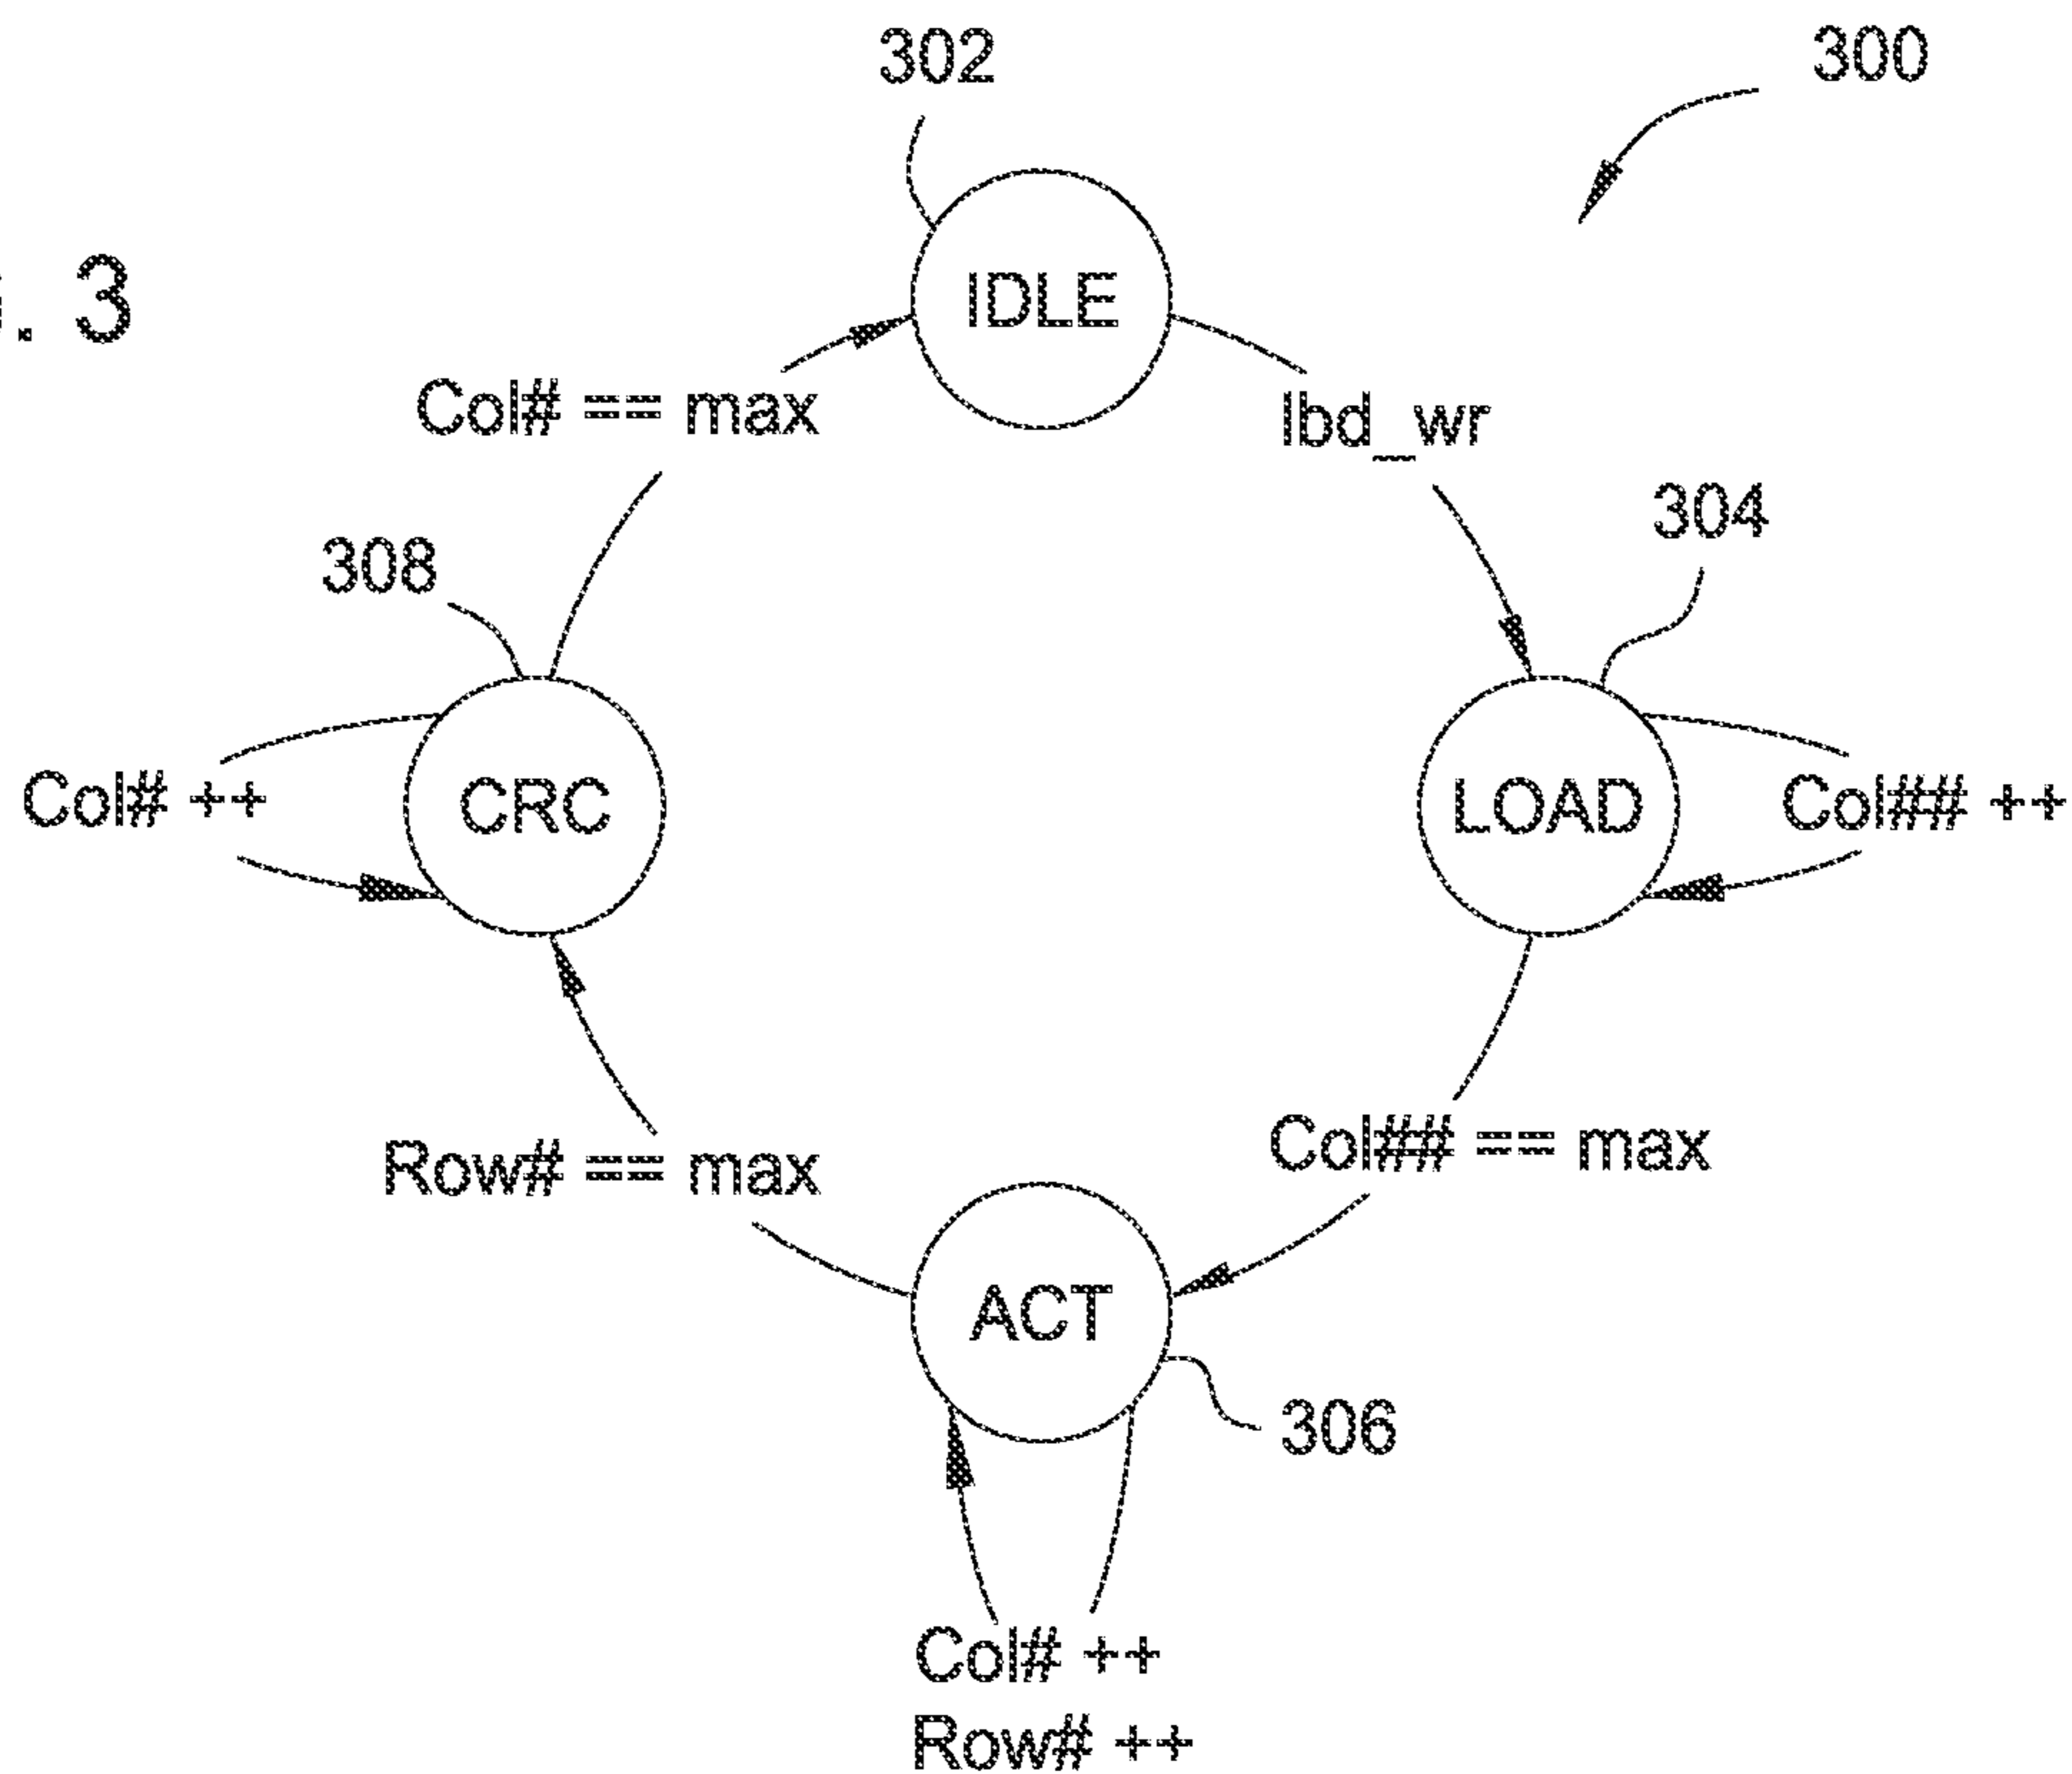 302
300
. 3
IDLE
Col# == max
lbd_wr
304
308
CRC
LOAD
Col# ++
Col## ++
Row# == max
Col## == max
ACT
306
Col# ++
Row# ++